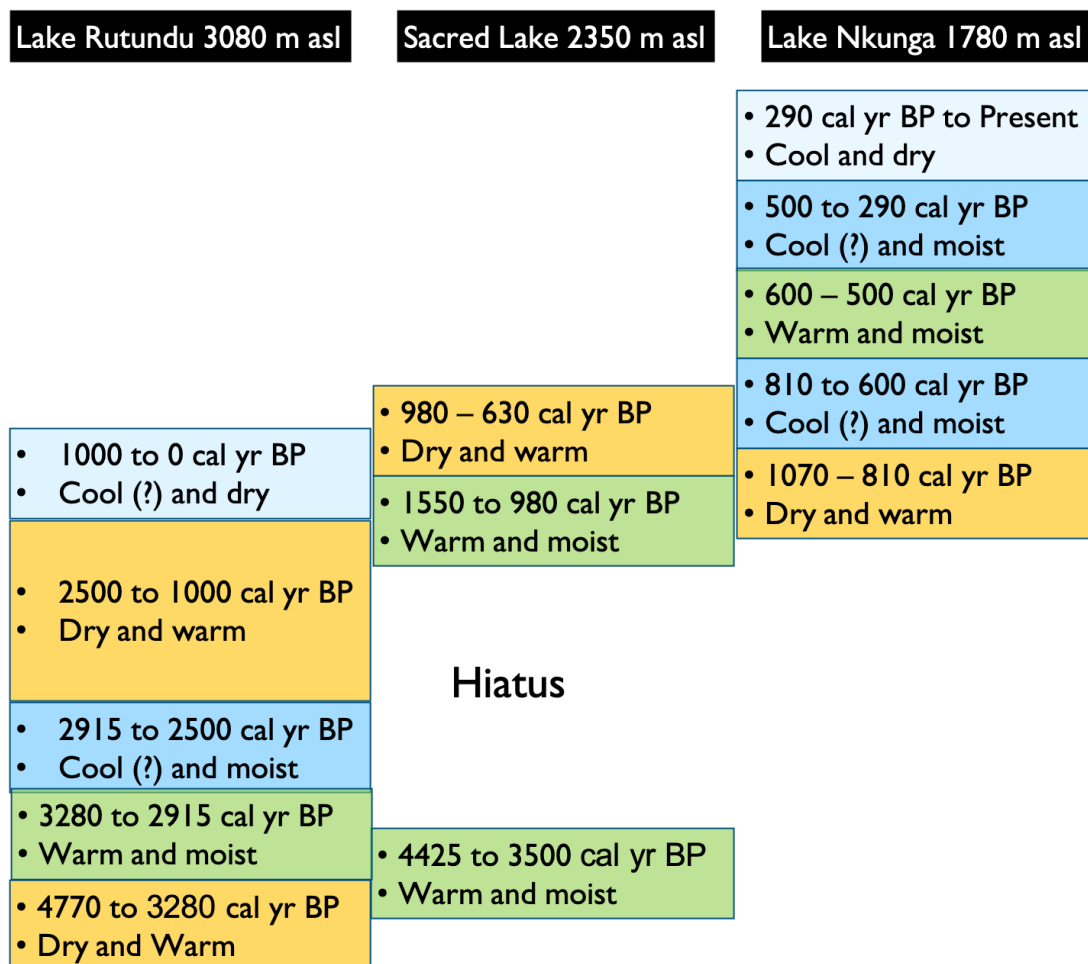 Lake Rutundu 3080 m asl
Sacred Lake 2350 m asl
Lake Nkunga 1780 m asl
• 1000 to 0 cal yr BP
• Cool (?) and dry
• 2500 to 1000 cal yr BP
• Dry and warm
• 2915 to 2500 cal yr BP
• Cool (?) and moist
• 3280 to 2915 cal yr BP
• Warm and moist
• 4770 to 3280 cal yr BP
• Dry and Warm
• 980 – 630 cal yr BP
• Dry and warm
• 1550 to 980 cal yr BP
• Warm and moist
Hiatus
• 4425 to 3500 cal yr BP
• Warm and moist
• 290 cal yr BP to Present
• Cool and dry
• 500 to 290 cal yr BP
• Cool (?) and moist
• 600 – 500 cal yr BP
• Warm and moist
• 810 to 600 cal yr BP
• Cool (?) and moist
• 1070 – 810 cal yr BP
• Dry and warm